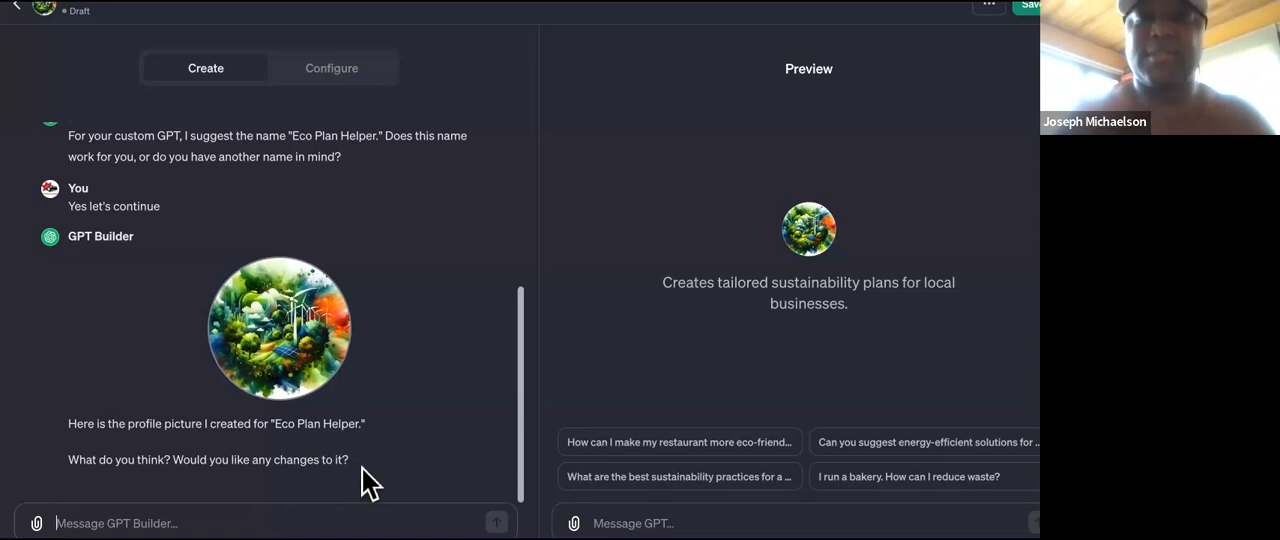 Draft
Create
Configure
Preview
For your custom GPT, I suggest the name "Eco Plan Helper." Does this name
work for you, or do you have another name in mind?
You
Yes let's continue
GPT Builder
Here is the profile picture I created for "Eco Plan Helper."
What do you think? Would you like any changes to it?
Message GPT Builder...
Creates tailored sustainability plans for local
businesses.
How can I make my restaurant more eco-friend...
Can you suggest energy-efficient solutions for ...
What are the best sustainability practices for a ...
I run a bakery. How can I reduce waste?
Message GPT...
Joseph Michaelson